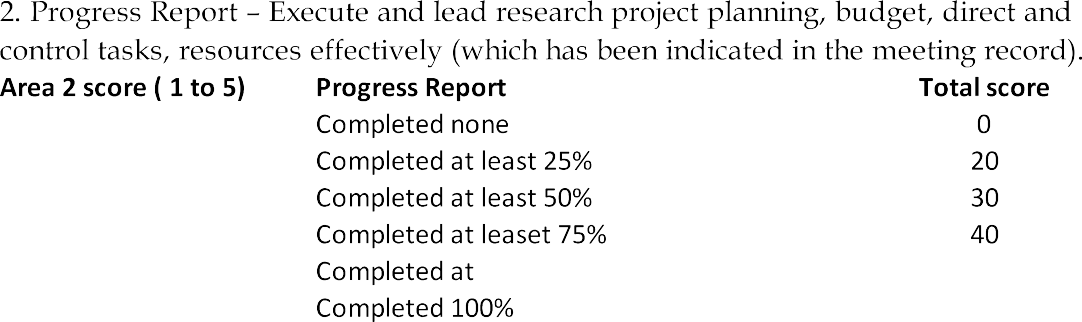 2. Progress Report – Execute and lead research project planning, budget, direct and
control tasks, resources effectively (which has been indicated in the meeting record).
Area 2 score ( 1 to 5) Progress Report Total score
Completed none 0
Completed at least 25% 20
Completed at least 50% 30
Completed at leaset 75% 40
Completed at
Completed 100%